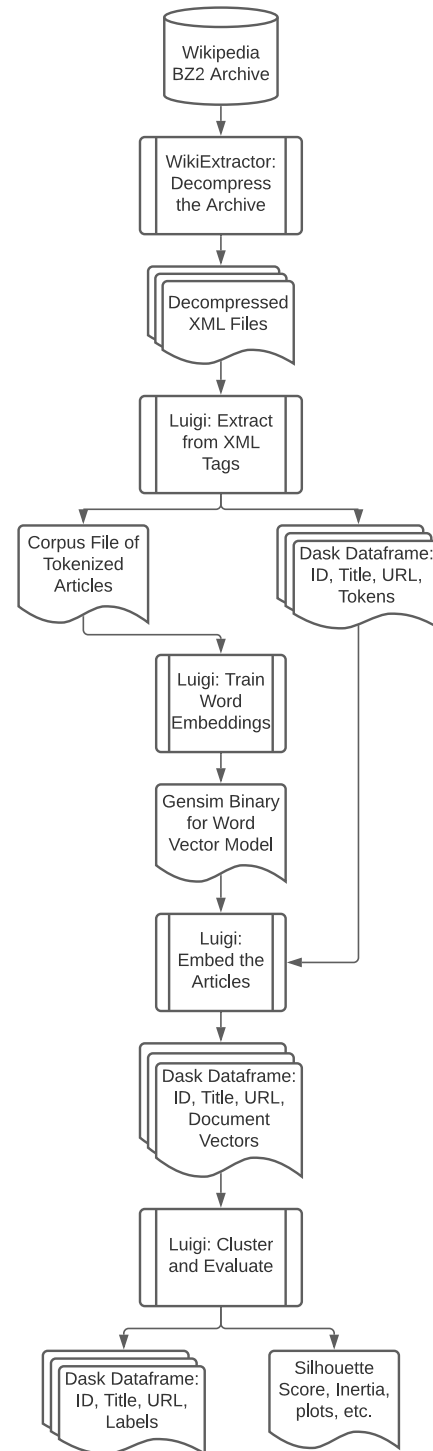 Wikipedia
BZ2 Archive
WikiExtractor:
Decompress
the Archive
Decompressed
XML Files
Luigi: Extract
from XML
Tags
Corpus File of
Tokenized
Articles
Dask Dataframe:
ID, Title, URL,
Tokens
Luigi: Train
Word
Embeddings
Gensim Binary
for Word
Vector Model
Luigi:
Embed the
Articles
Dask Dataframe:
ID, Title, URL,
Document
Vectors
Luigi: Cluster
and Evaluate
Dask Dataframe:
ID, Title, URL,
Labels
Silhouette
Score, Inertia,
plots, etc.